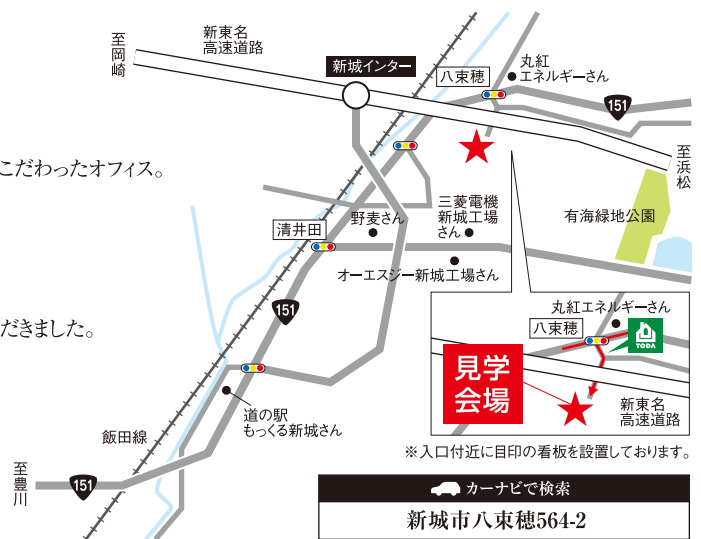 至岡崎
新東名
高速道路
新城インター
八束穂
丸紅
エネルギーさん
151
至浜松
こだわったオフィス。
三菱電機
新城工場
さん
野麦さん
有海緑地公園
清井田
オーエスジー新城工場さん
151
だきました。
丸紅エネルギーさん
八束穂
TODA
見学
会場
新東名
高速道路
道の駅
もっくる新城さん
飯田線
※入口付近に目印の看板を設置しております。
至豊川
151
カーナビで検索
新城市八束穂564-2